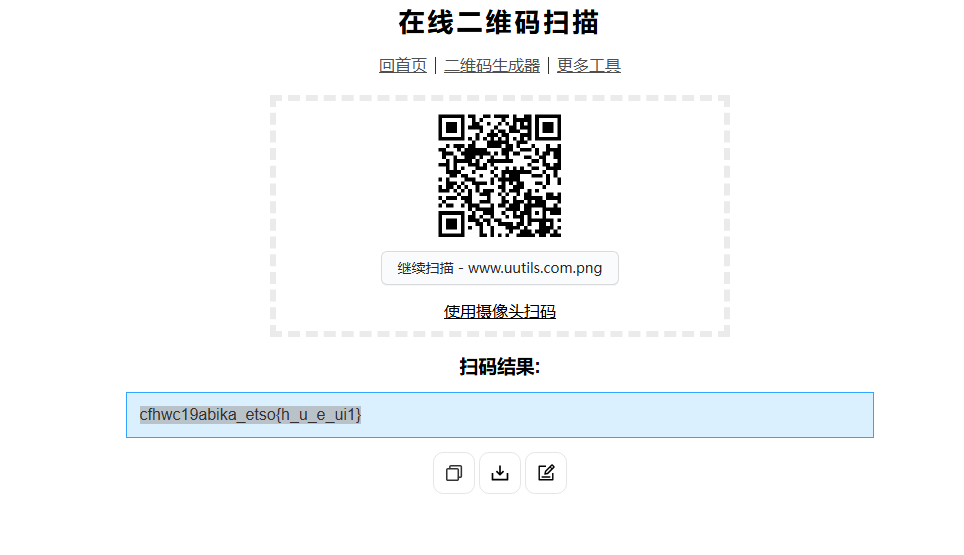 在线二维码扫描
回首页 | 二维码生成器 | 更多工具
继续扫描 - www.uutils.com.png
使用摄像头扫码
扫码结果:
cfhwc19abika_etso{h_u_e_ui1}